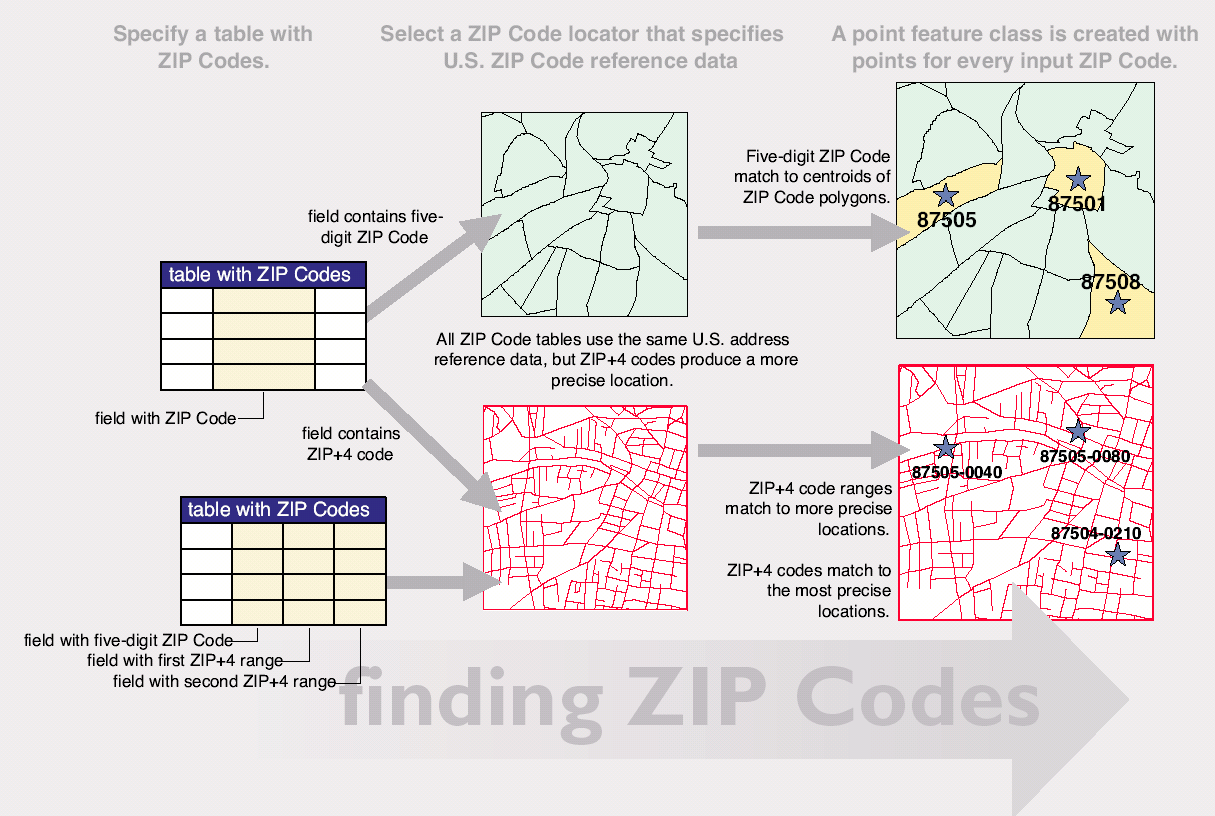 Specify a table with
ZIP Codes.
Select a ZIP Code locator that specifies
U.S. ZIP Code reference data
A point feature class is created with
points for every input ZIP Code.
field contains five-
digit ZIP Code
table with ZIP Codes
field with ZIP Code
All ZIP Code tables use the same U.S. address
reference data, but ZIP+4 codes produce a more
precise location.
Five-digit ZIP Code
match to centroids of
ZIP Code polygons.
87505
87501
87508
field contains
ZIP+4 code
table with ZIP Codes
field with five-digit ZIP Code
field with first ZIP+4 range
field with second ZIP+4 range
ZIP+4 code ranges
match to more precise
locations.
ZIP+4 codes match to
the most precise
locations.
87505-0040
87505-0080
87504-0210
finding ZIP Codes